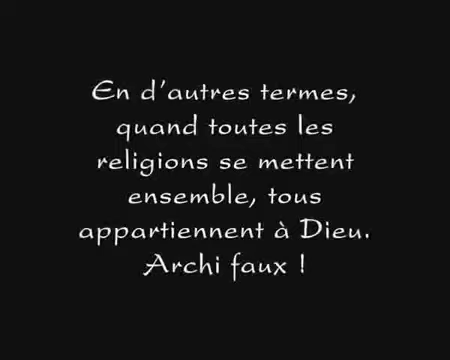 En d'autres termes,
quand toutes les
religions se mettent
ensemble, tous
appartiennent à Dieu.
Archi faux !